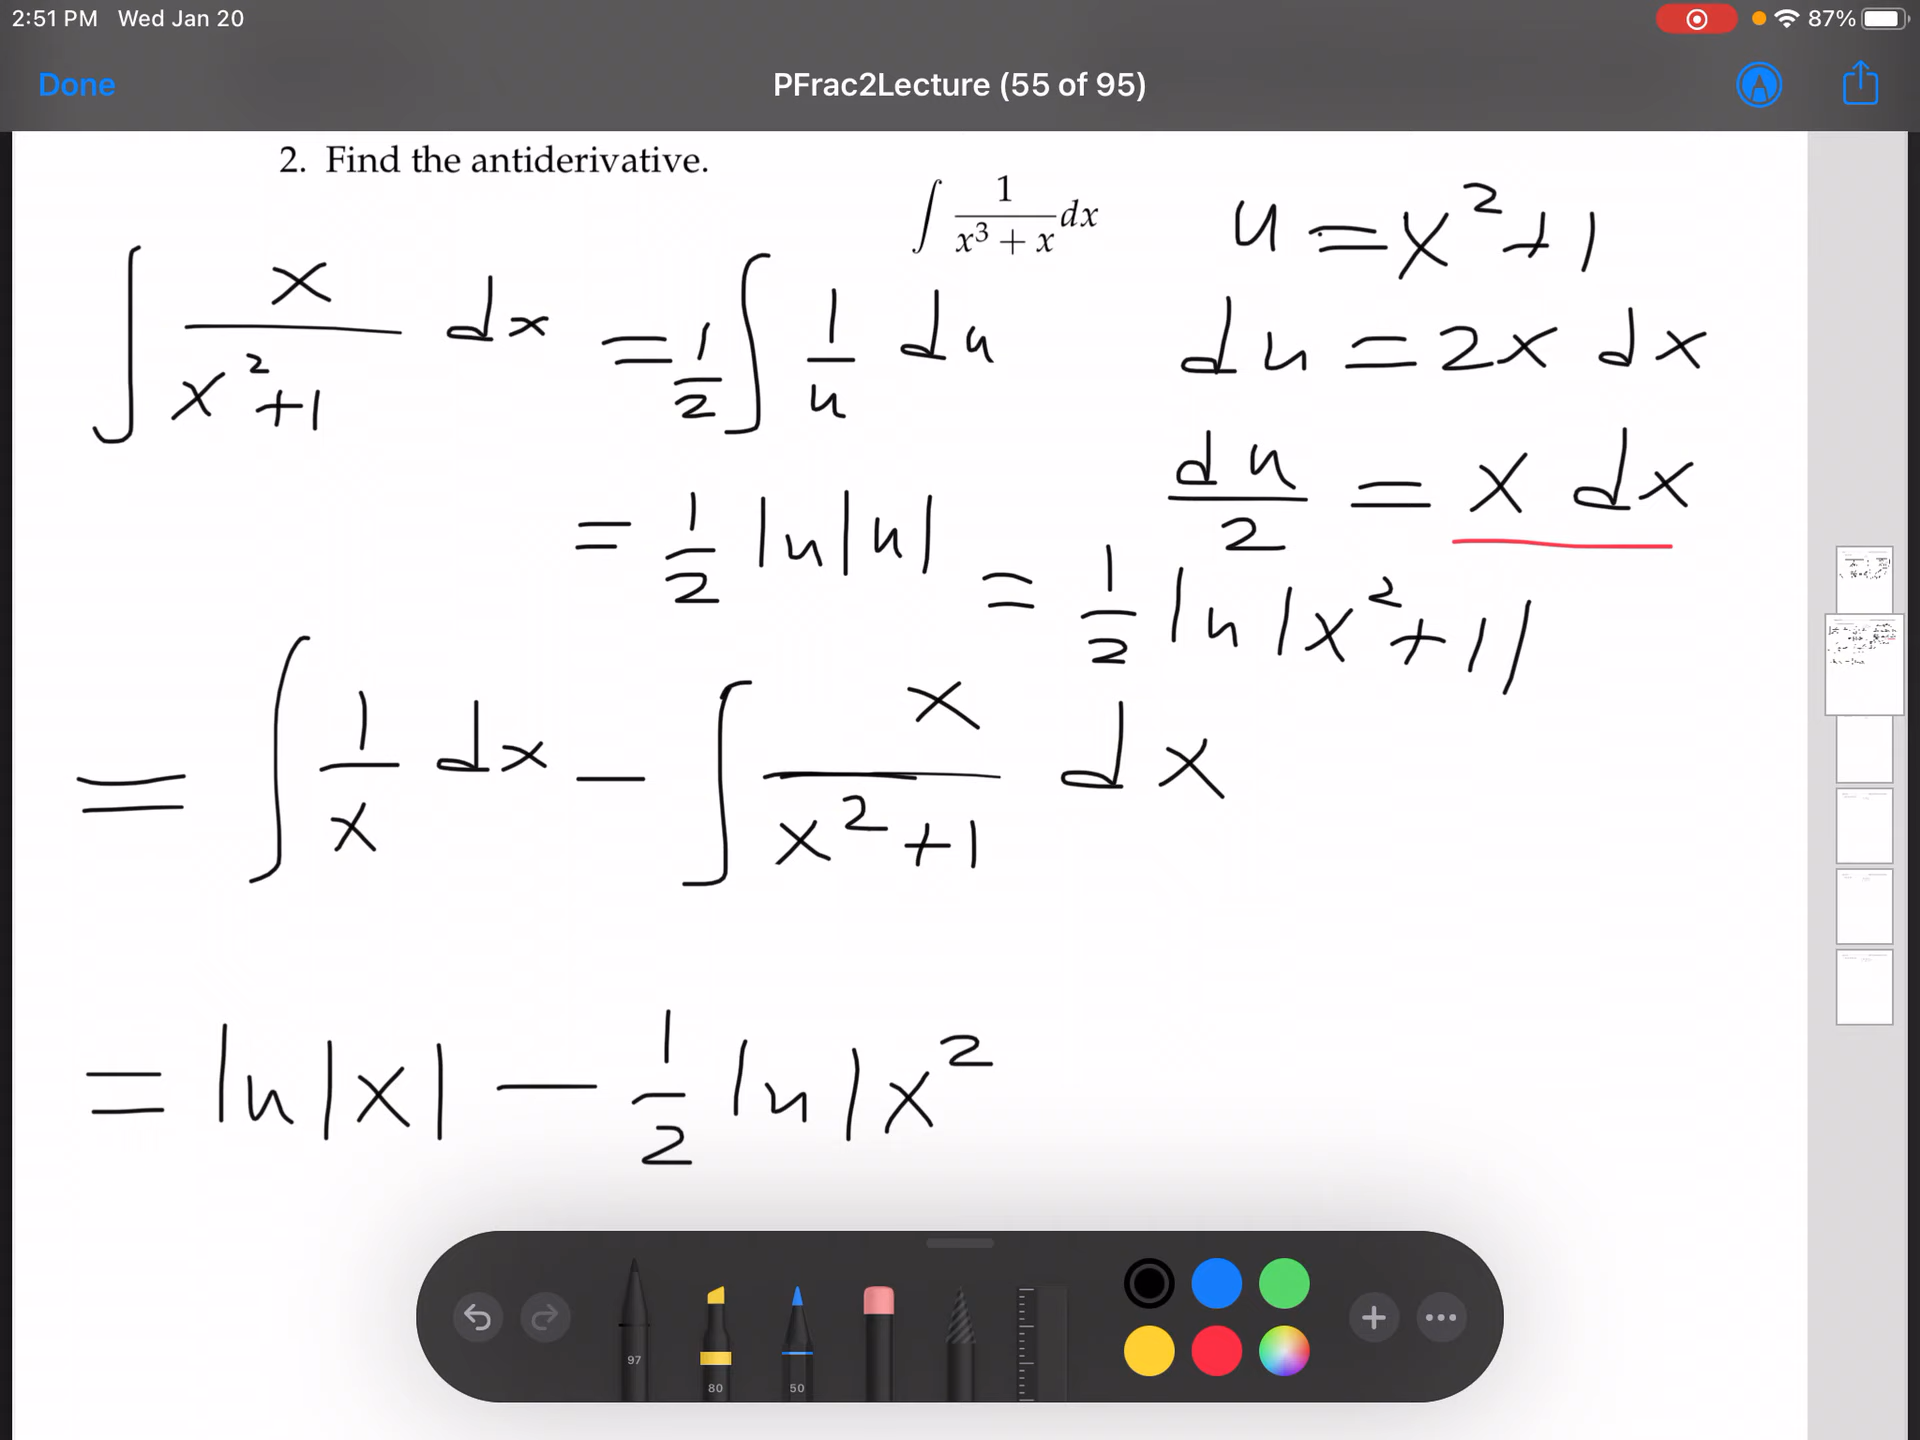 2:51 PM Wed Jan 20 87%
Done PFrac2Lecture (55 of 95)
2. Find the antiderivative.
∫ 1/(x³ + x) dx
u = x² + 1
∫ x/(x² + 1) dx = 1/2 ∫ 1/u du
du = 2x dx
du/2 = x dx
= 1/2 ln|u| = 1/2 ln|x² + 1|
= ∫ 1/x dx − ∫ x/(x² + 1) dx
= ln|x| − 1/2 ln|x²
97 80 50